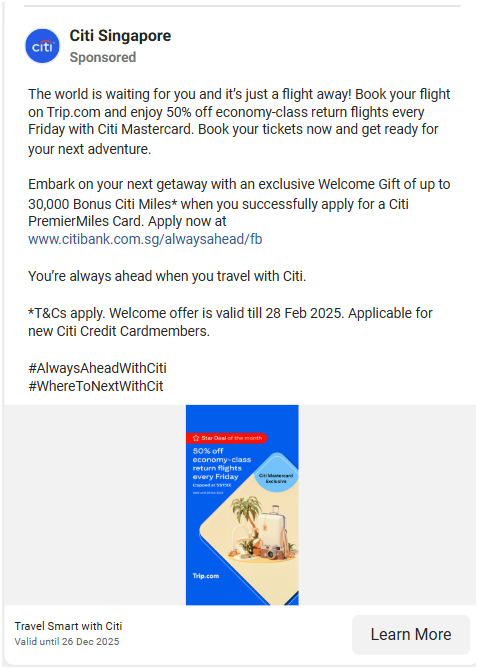 citi
Citi Singapore
Sponsored
The world is waiting for you and it's just a flight away! Book your flight
on Trip.com and enjoy 50% off economy-class return flights every
Friday with Citi Mastercard. Book your tickets now and get ready for
your next adventure.
Embark on your next getaway with an exclusive Welcome Gift of up to
30,000 Bonus Citi Miles* when you successfully apply for a Citi
PremierMiles Card. Apply now at
www.citibank.com.sg/alwaysahead/fb
You're always ahead when you travel with Citi.
*T&Cs apply. Welcome offer is valid till 28 Feb 2025. Applicable for
new Citi Credit Cardmembers.
#AlwaysAheadWithCiti
#WhereToNextWithCit
Star Deal of the month
50% off
economy-class
return flights
every Friday
Citi Mastercard
Exclusive
Trip.com
Travel Smart with Citi
Valid until 26 Dec 2025
Learn More